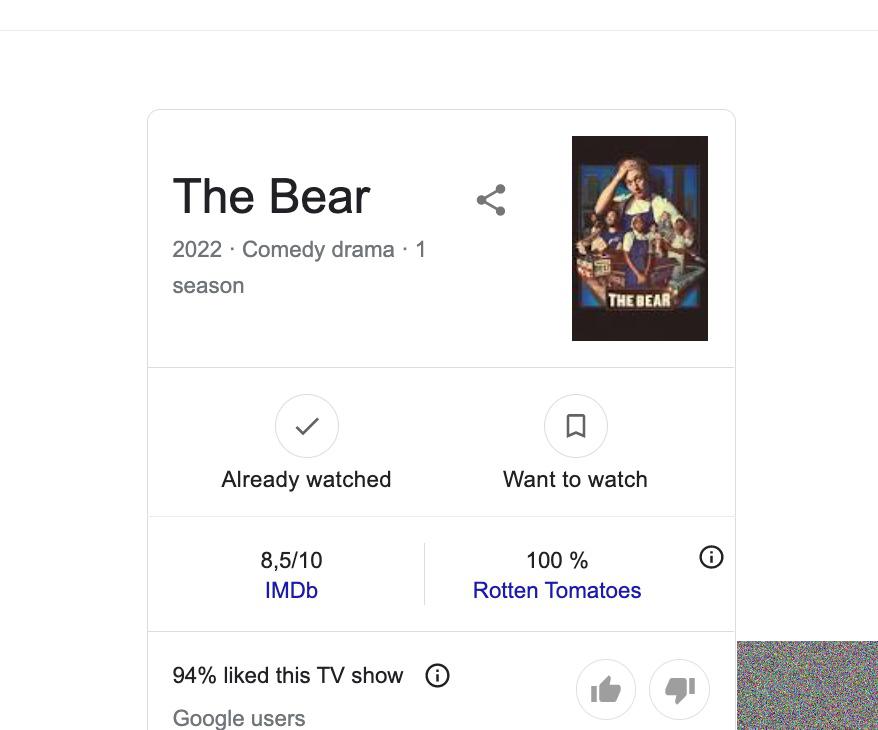 The Bear
2022 · Comedy drama · 1
season
THE BEAR
Already watched
Want to watch
8,5/10
IMDb
100 %
Rotten Tomatoes
94% liked this TV show
Google users